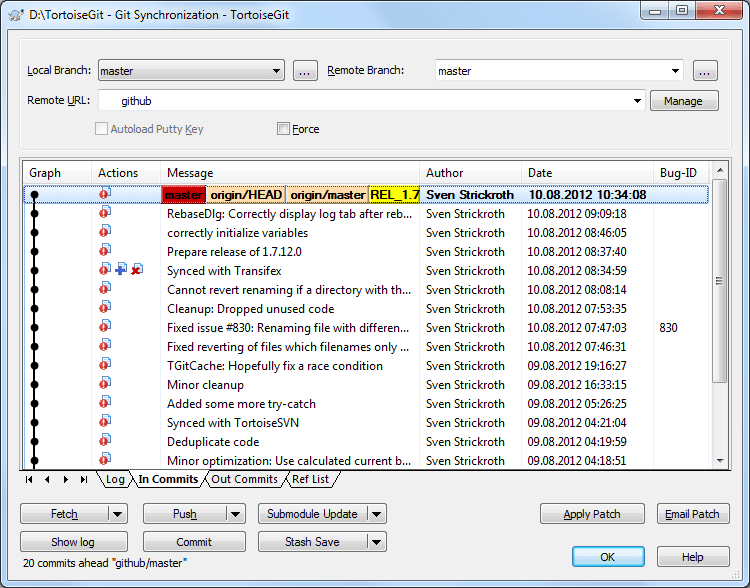 D:\TortoiseGit - Git Synchronization - TortoiseGit
Local Branch: master ... Remote Branch: master ...
Remote URL: github Manage
Autoload Putty Key Force
Graph Actions Message Author Date Bug-ID
master origin/HEAD origin/master REL_1.7 Sven Strickroth 10.08.2012 10:34:08
RebaseDlg: Correctly display log tab after reb... Sven Strickroth 10.08.2012 09:09:18
correctly initialize variables Sven Strickroth 10.08.2012 08:46:05
Prepare release of 1.7.12.0 Sven Strickroth 10.08.2012 08:37:40
Synced with Transifex Sven Strickroth 10.08.2012 08:34:59
Cannot revert renaming if a directory with th... Sven Strickroth 10.08.2012 08:08:14
Cleanup: Dropped unused code Sven Strickroth 10.08.2012 07:53:35
Fixed issue #830: Renaming file with differen... Sven Strickroth 10.08.2012 07:47:03 830
Fixed reverting of files which filenames only ... Sven Strickroth 10.08.2012 07:46:31
TGitCache: Hopefully fix a race condition Sven Strickroth 09.08.2012 19:16:27
Minor cleanup Sven Strickroth 09.08.2012 16:33:15
Added some more try-catch Sven Strickroth 09.08.2012 05:26:25
Synced with TortoiseSVN Sven Strickroth 09.08.2012 04:21:04
Deduplicate code Sven Strickroth 09.08.2012 04:19:59
Minor optimization: Use calculated current b... Sven Strickroth 09.08.2012 04:18:51
Log In Commits Out Commits Ref List
Fetch Push Submodule Update Apply Patch Email Patch
Show log Commit Stash Save
20 commits ahead "github/master" OK Help